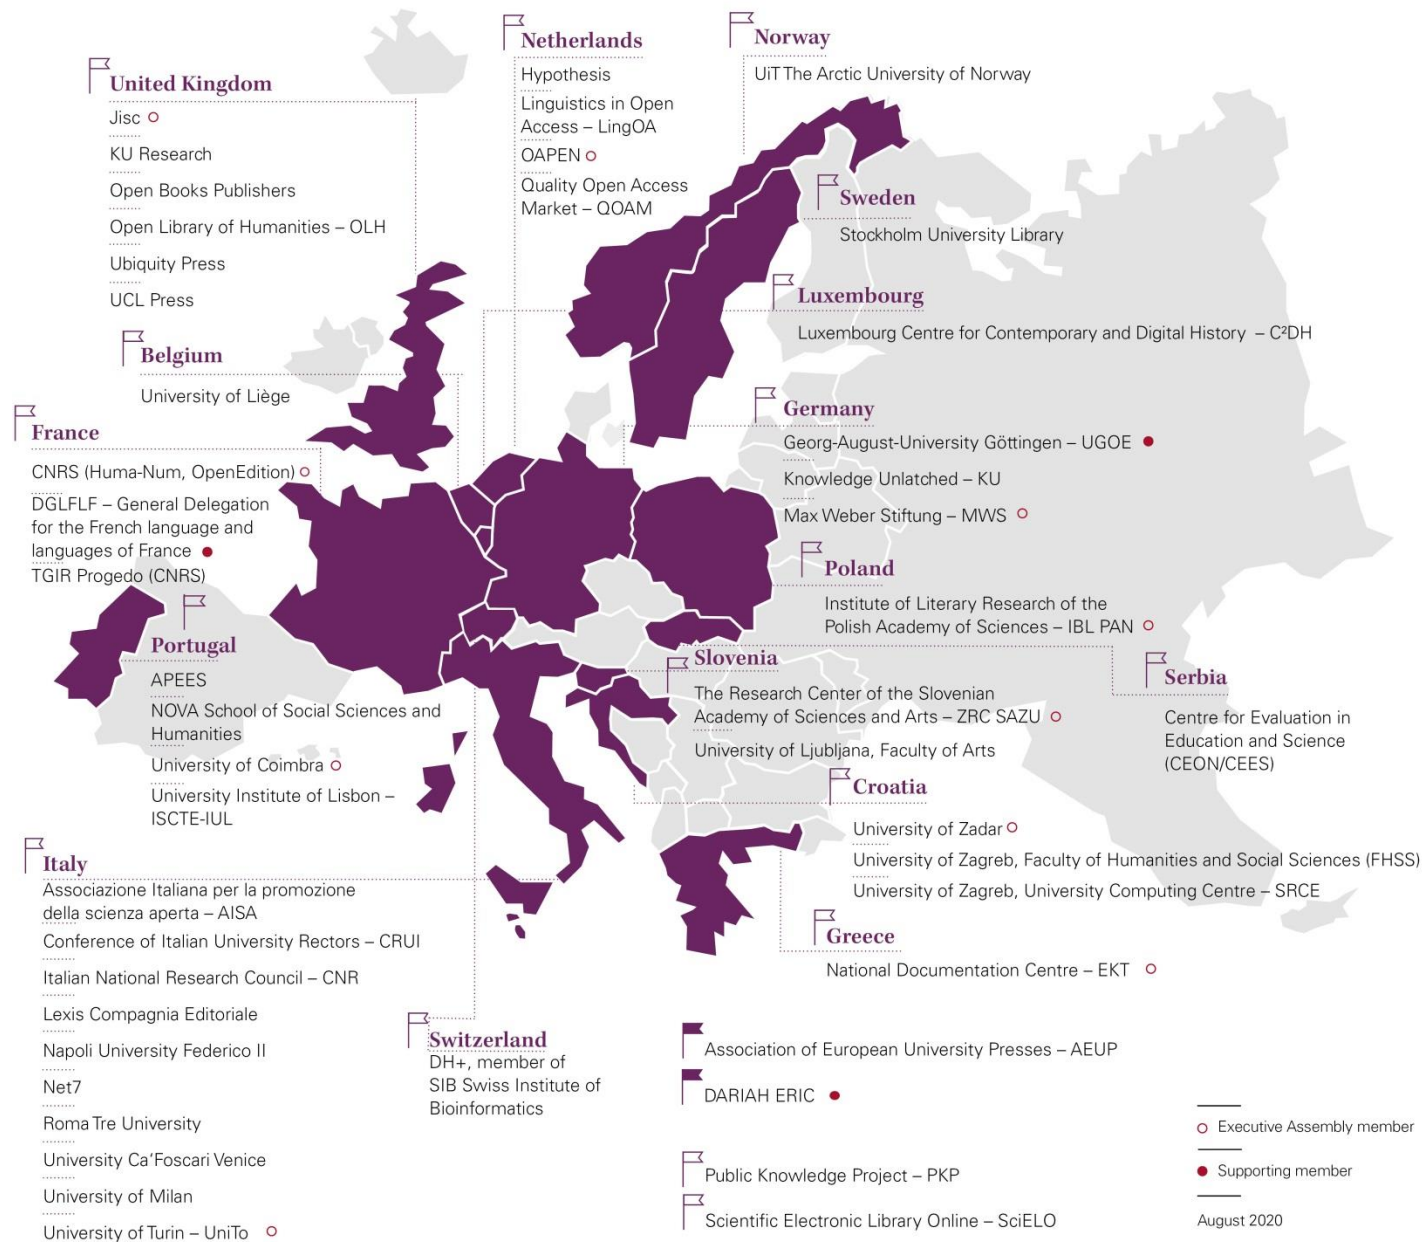 United Kingdom
Jisc
KU Research
Open Books Publishers
Open Library of Humanities – OLH
Ubiquity Press
UCL Press
Netherlands
Hypothesis
Linguistics in Open
Access – LingOA
OAPEN
Quality Open Access
Market – QOAM
Norway
UiT The Arctic University of Norway
Sweden
Stockholm University Library
Luxembourg
Luxembourg Centre for Contemporary and Digital History – C²DH
Belgium
University of Liège
Germany
Georg-August-University Göttingen – UGOE
Knowledge Unlatched – KU
Max Weber Stiftung – MWS
France
CNRS (Huma-Num, OpenEdition)
DGLFLF – General Delegation
for the French language and
languages of France
TGIR Progedo (CNRS)
Poland
Institute of Literary Research of the
Polish Academy of Sciences – IBL PAN
Portugal
APEES
NOVA School of Social Sciences and
Humanities
University of Coimbra
University Institute of Lisbon –
ISCTE-IUL
Slovenia
The Research Center of the Slovenian
Academy of Sciences and Arts – ZRC SAZU
University of Ljubljana, Faculty of Arts
Serbia
Centre for Evaluation in
Education and Science
(CEON/CEES)
Croatia
University of Zadar
University of Zagreb, Faculty of Humanities and Social Sciences (FHSS)
University of Zagreb, University Computing Centre – SRCE
Italy
Associazione Italiana per la promozione
della scienza aperta – AISA
Conference of Italian University Rectors – CRUI
Italian National Research Council – CNR
Lexis Compagnia Editoriale
Napoli University Federico II
Net7
Roma Tre University
University Ca'Foscari Venice
University of Milan
University of Turin – UniTo
Greece
National Documentation Centre – EKT
Switzerland
DH+, member of
SIB Swiss Institute of
Bioinformatics
Association of European University Presses – AEUP
DARIAH ERIC
Public Knowledge Project – PKP
Scientific Electronic Library Online – SciELO
Executive Assembly member
Supporting member
August 2020